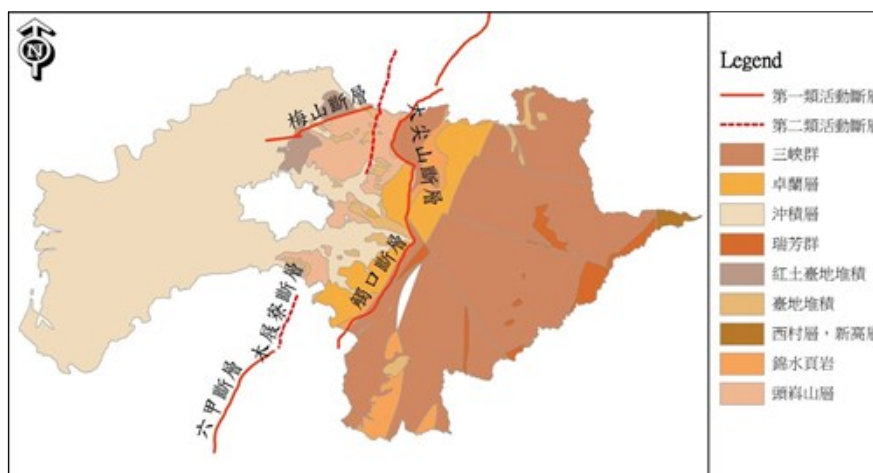 N
Legend
第一類活動斷層
第二類活動斷層
三峽群
卓蘭層
沖積層
瑞芳群
紅土臺地堆積
臺地堆積
西村層,新高層
錦水頁岩
頭嵙山層
梅山斷層
大尖山斷層
觸口斷層
木屐寮斷層
六甲斷層